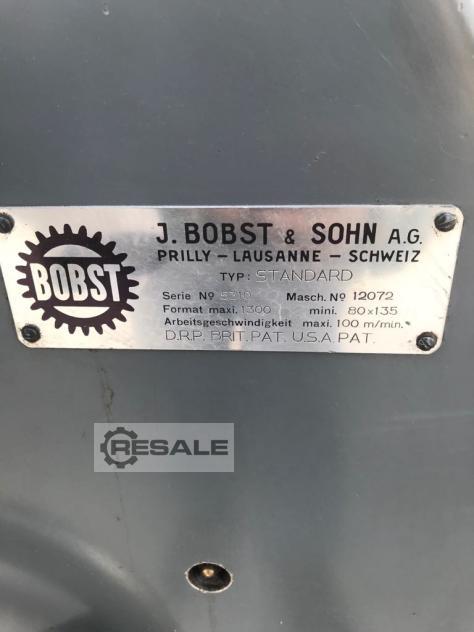 J. BOBST & SOHN A.G.
PRILLY – LAUSANNE – SCHWEIZ
BOBST
TYP: STANDARD
Serie Nº 5310 Masch. Nº 12072
Format maxi. 1300 mini. 80x135
Arbeitsgeschwindigkeit maxi. 100 m/min.
D.R.P. BRIT. PAT. U.S.A. PAT.
RESALE